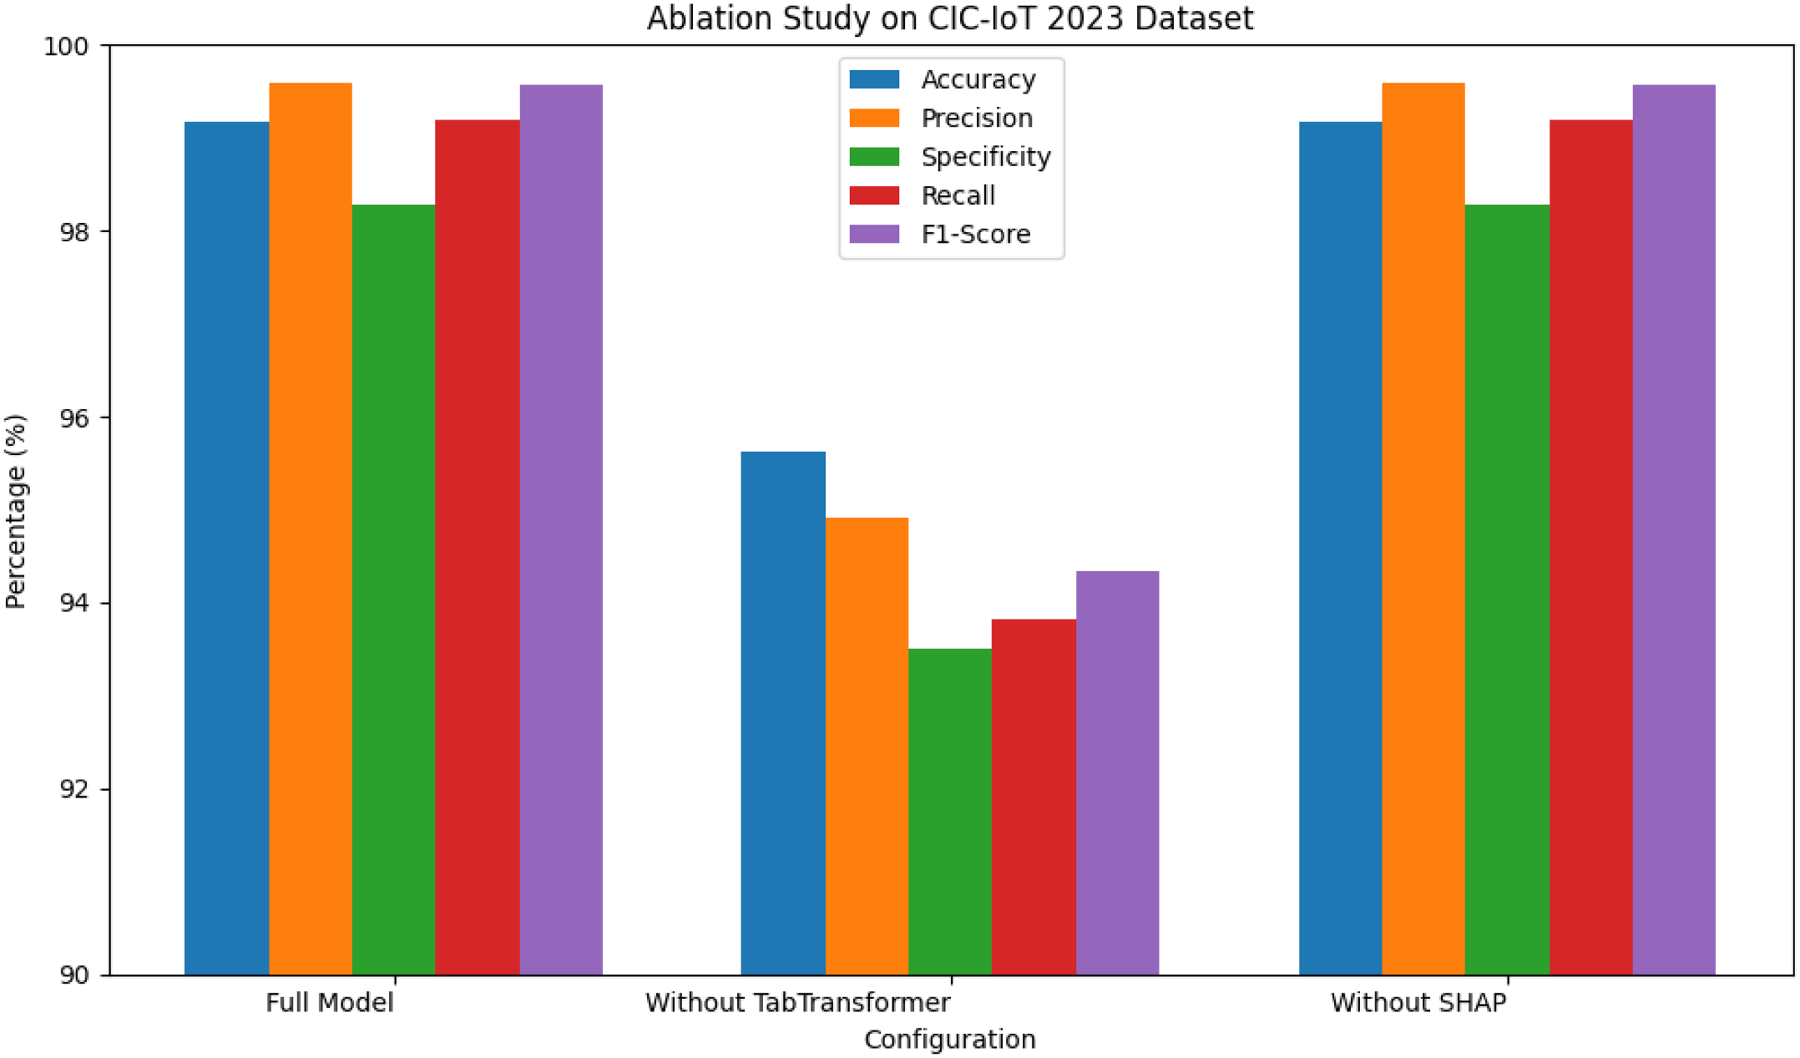 Ablation Study on CIC-IoT 2023 Dataset
100
98
96
94
92
90
Percentage (%)
Accuracy
Precision
Specificity
Recall
F1-Score
Full Model
Without TabTransformer
Without SHAP
Configuration